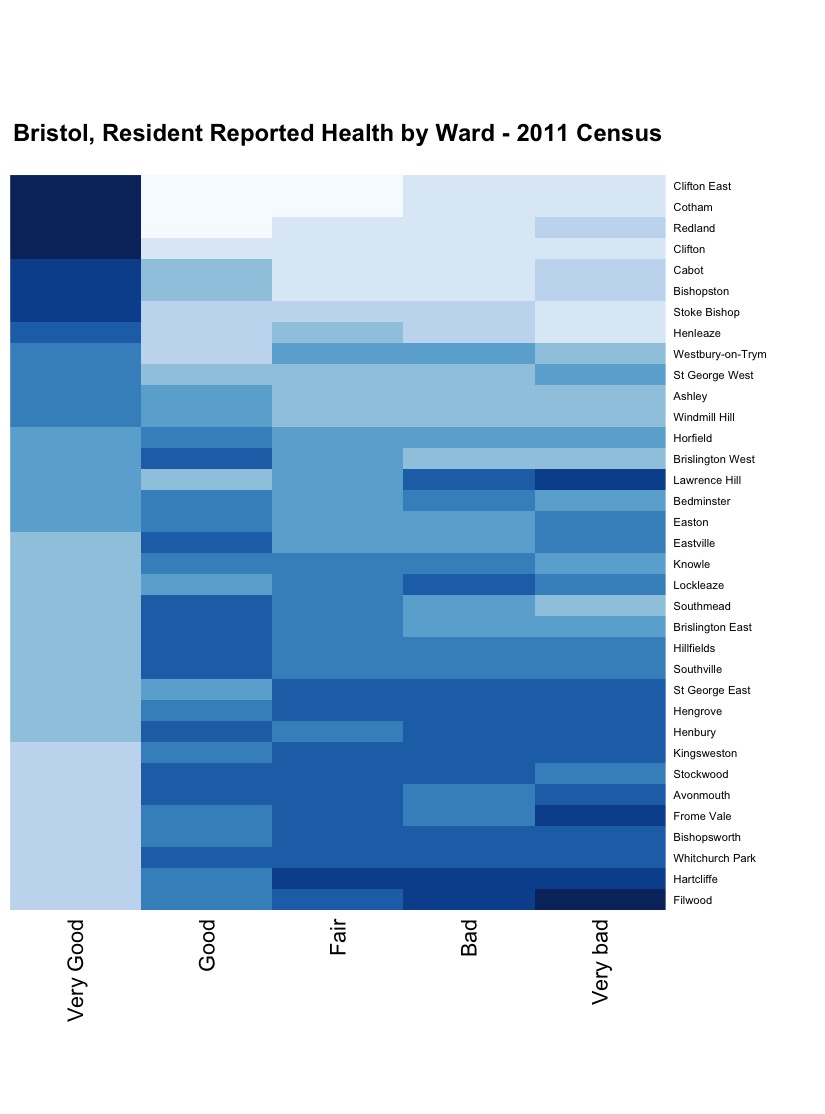 Bristol, Resident Reported Health by Ward - 2011 Census
Clifton East
Cotham
Redland
Clifton
Cabot
Bishopston
Stoke Bishop
Henleaze
Westbury-on-Trym
St George West
Ashley
Windmill Hill
Horfield
Brislington West
Lawrence Hill
Bedminster
Easton
Eastville
Knowle
Lockleaze
Southmead
Brislington East
Hillfields
Southville
St George East
Hengrove
Henbury
Kingsweston
Stockwood
Avonmouth
Frome Vale
Bishopsworth
Whitchurch Park
Hartcliffe
Filwood
Very Good
Good
Fair
Bad
Very bad